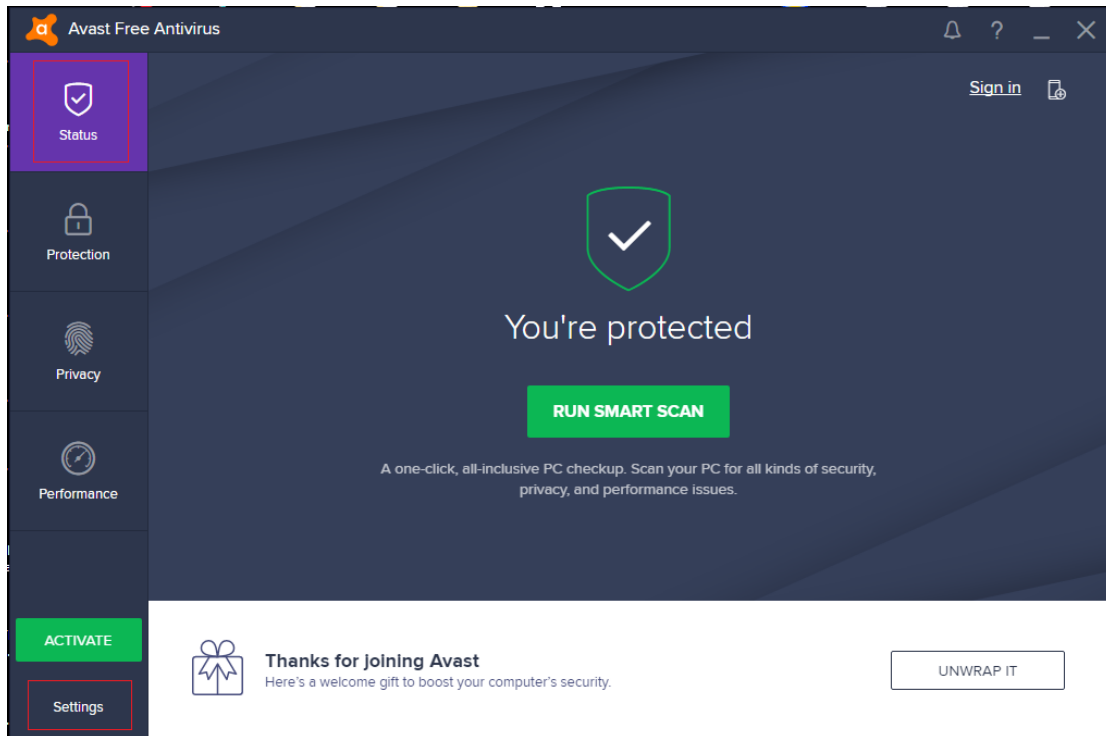 Avast Free Antivirus
?
Sign in
Status
Protection
Privacy
Performance
You're protected
RUN SMART SCAN
A one-click, all-inclusive PC checkup. Scan your PC for all kinds of security,
privacy, and performance issues.
ACTIVATE
Settings
Thanks for joining Avast
Here's a welcome gift to boost your computer's security.
UNWRAP IT